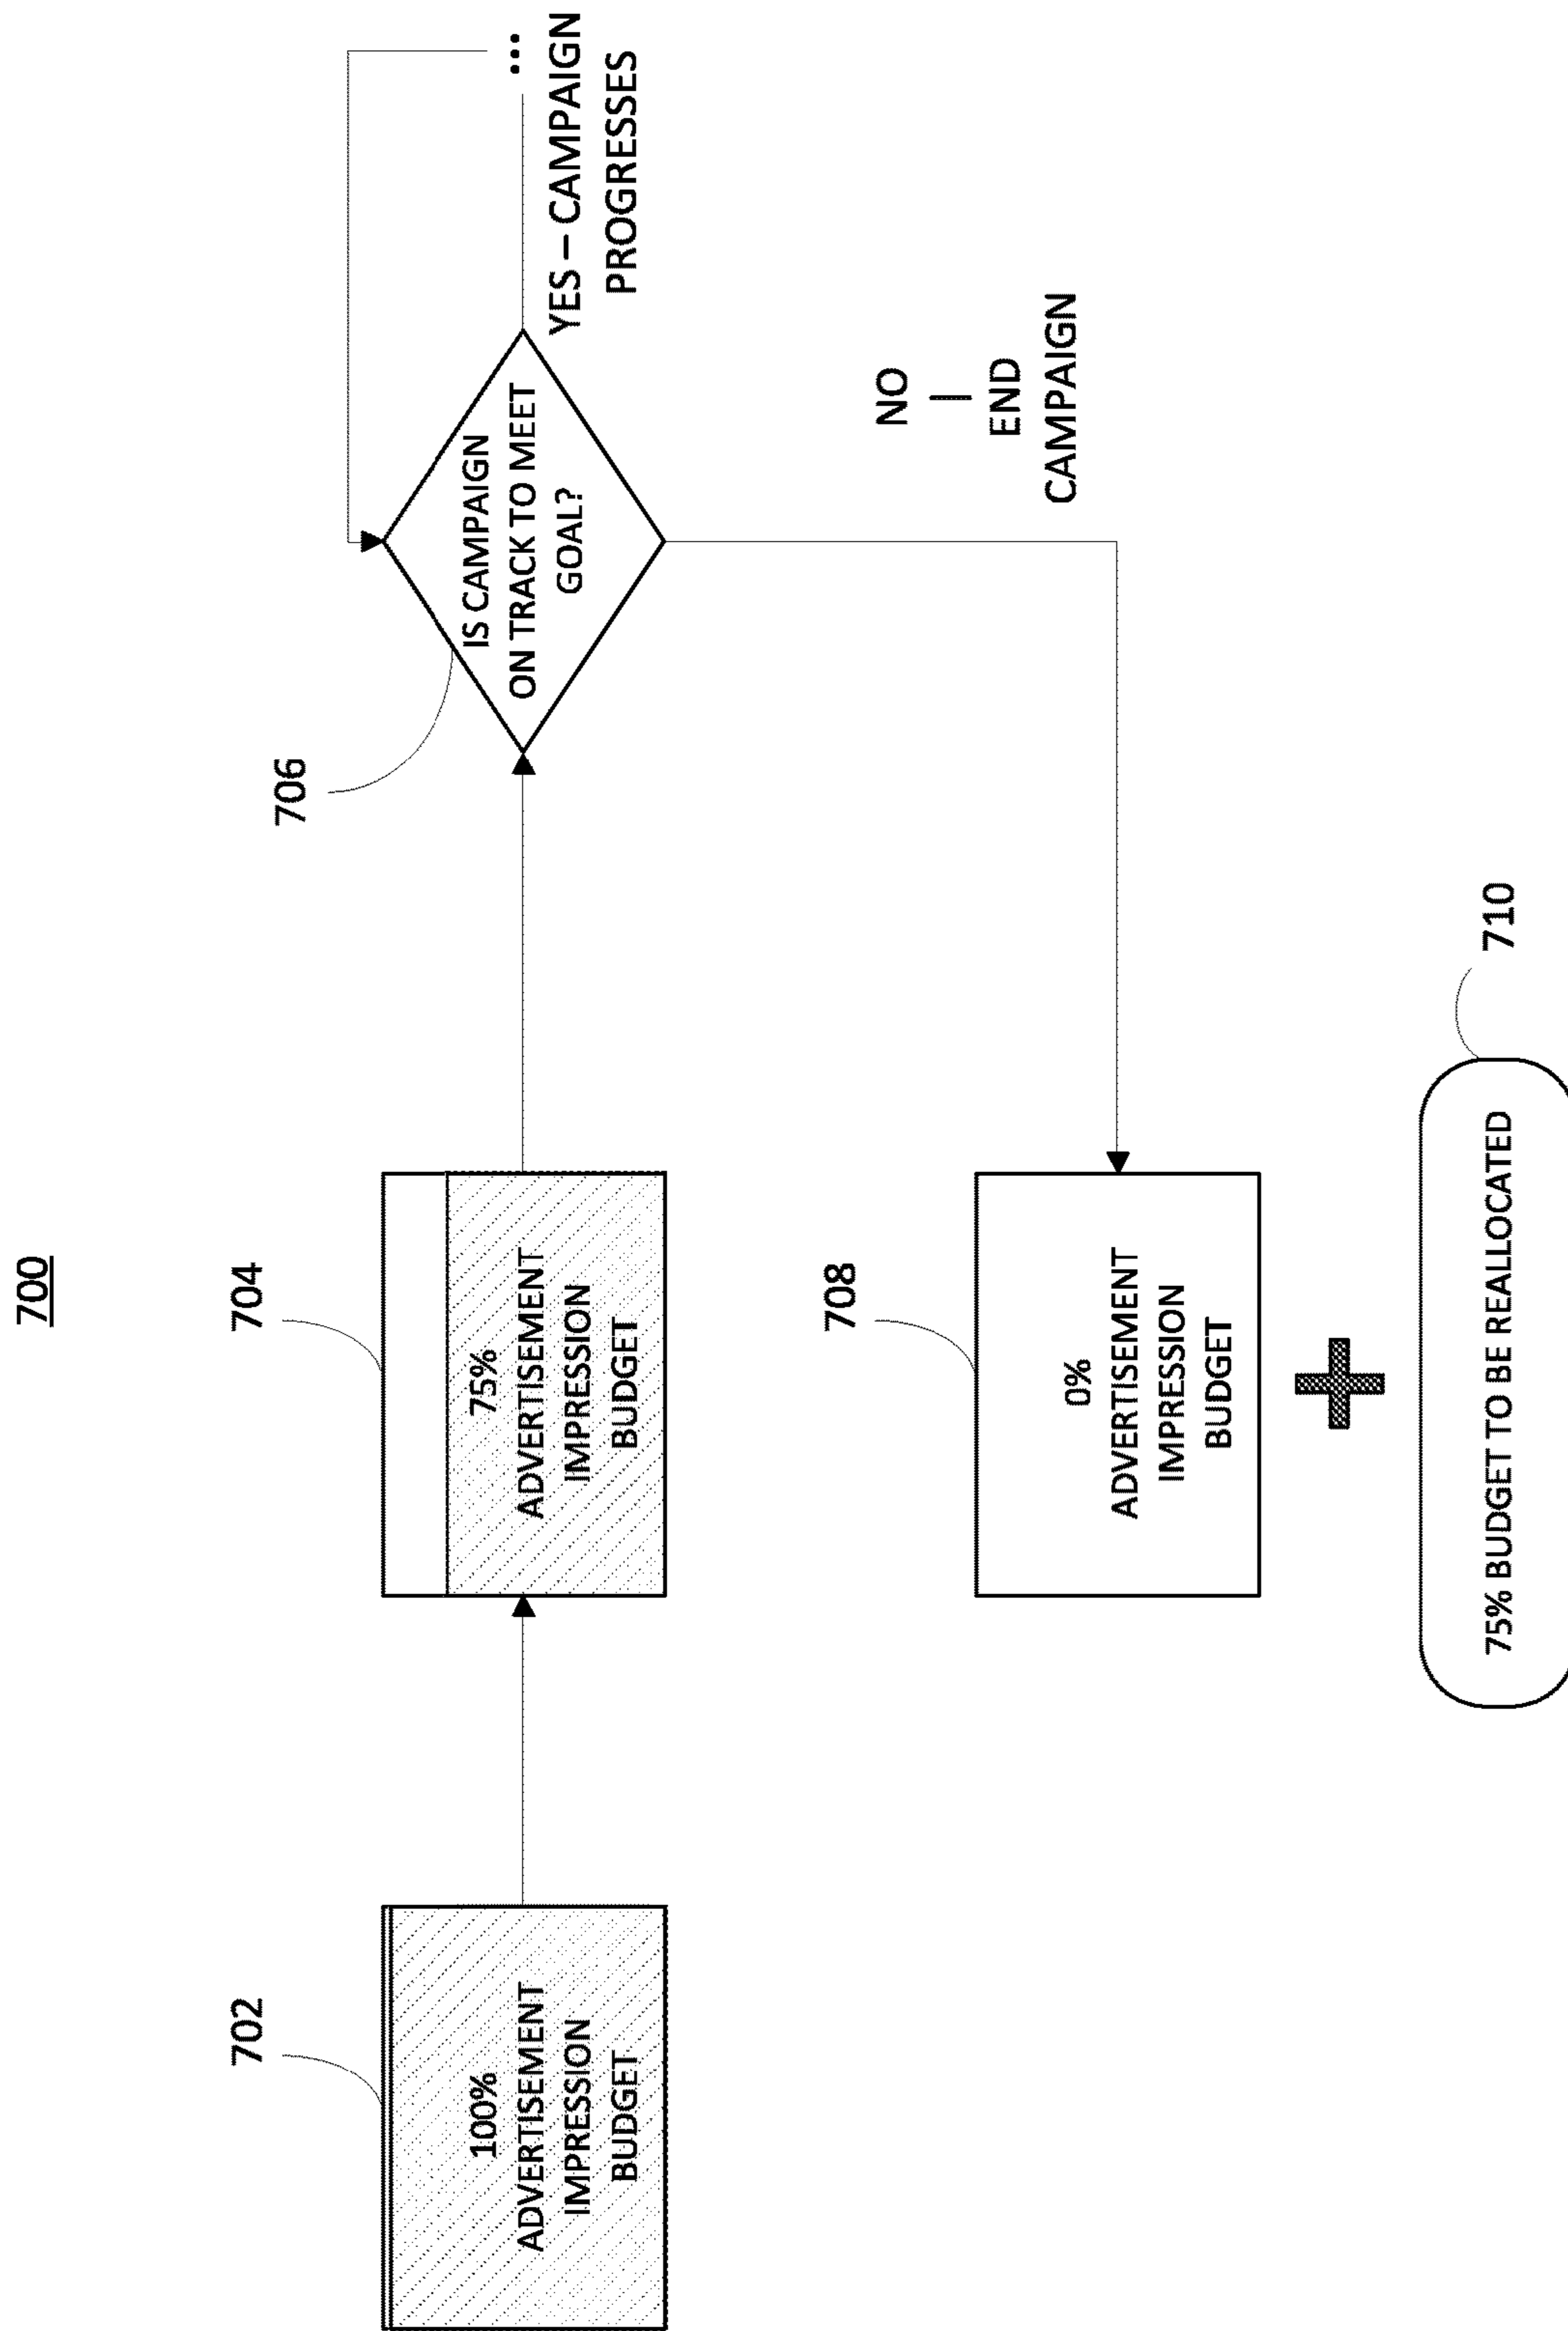 700
702
100%
ADVERTISEMENT
IMPRESSION
BUDGET
704
75%
ADVERTISEMENT
IMPRESSION
BUDGET
706
IS CAMPAIGN
ON TRACK TO MEET
GOAL?
...
YES – CAMPAIGN
PROGRESSES
NO
–
END
CAMPAIGN
708
0%
ADVERTISEMENT
IMPRESSION
BUDGET
710
75% BUDGET TO BE REALLOCATED